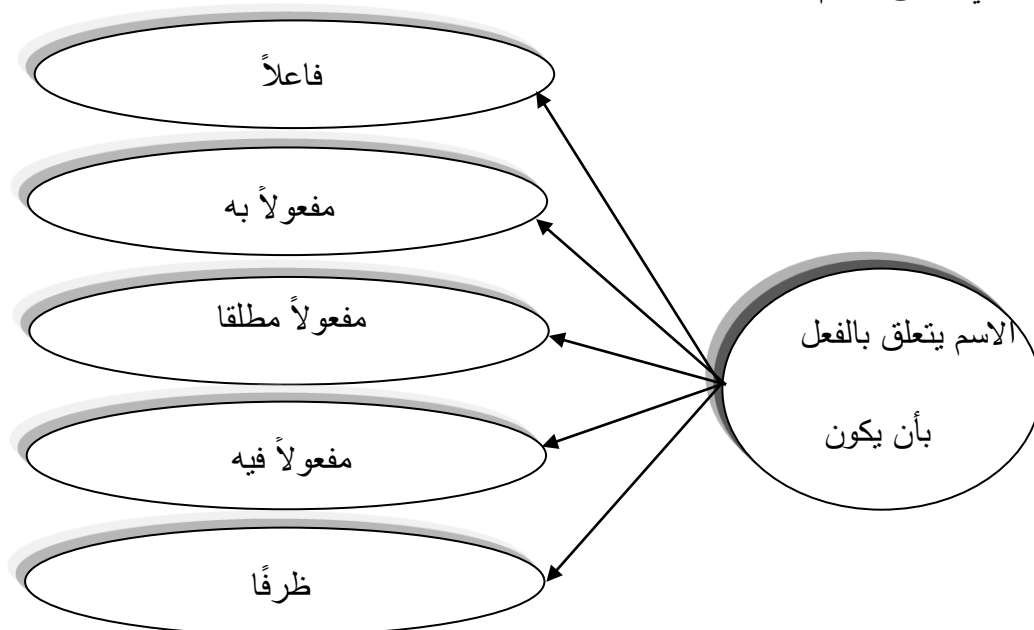 الاسم يتعلق بالفعل
بأن يكون
فاعلاً
مفعولاً به
مفعولاً مطلقا
مفعولاً فيه
ظرفًا